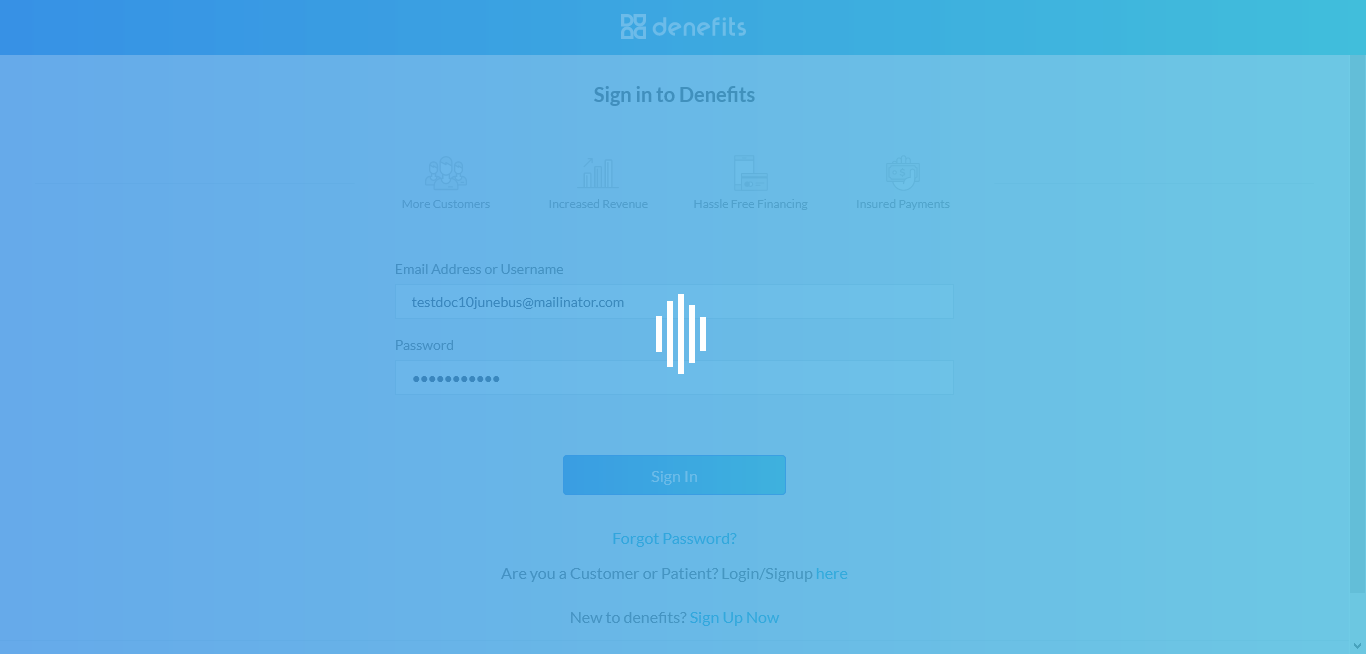 denefits
Sign in to Denefits
More Customers
Increased Revenue
Hassle Free Financing
Insured Payments
Email Address or Username
testdoc10junebus@mailinator.com
Password
•••••••••••
Sign In
Forgot Password?
Are you a Customer or Patient? Login/Signup here
New to denefits? Sign Up Now